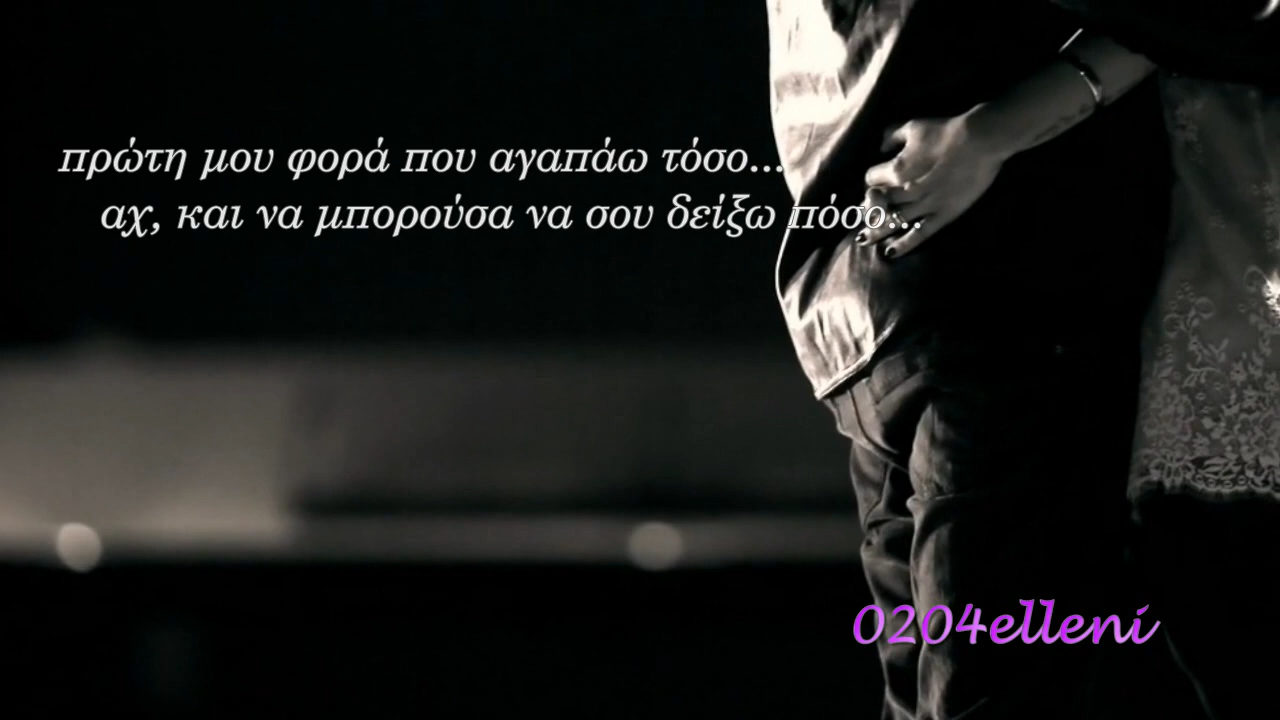 πρώτη μου φορά που αγαπάω τόσο...
αχ, και να μπορούσα να σου δείξω πόσο...
0204elleni